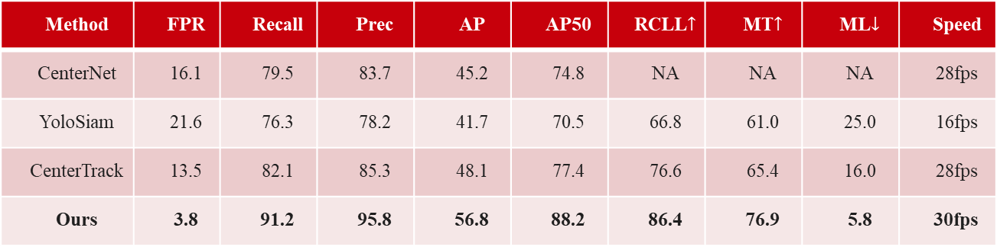 Method FPR Recall Prec AP AP50 RCLL↑ MT↑ ML↓ Speed
CenterNet 16.1 79.5 83.7 45.2 74.8 NA NA NA 28fps
YoloSiam 21.6 76.3 78.2 41.7 70.5 66.8 61.0 25.0 16fps
CenterTrack 13.5 82.1 85.3 48.1 77.4 76.6 65.4 16.0 28fps
Ours 3.8 91.2 95.8 56.8 88.2 86.4 76.9 5.8 30fps